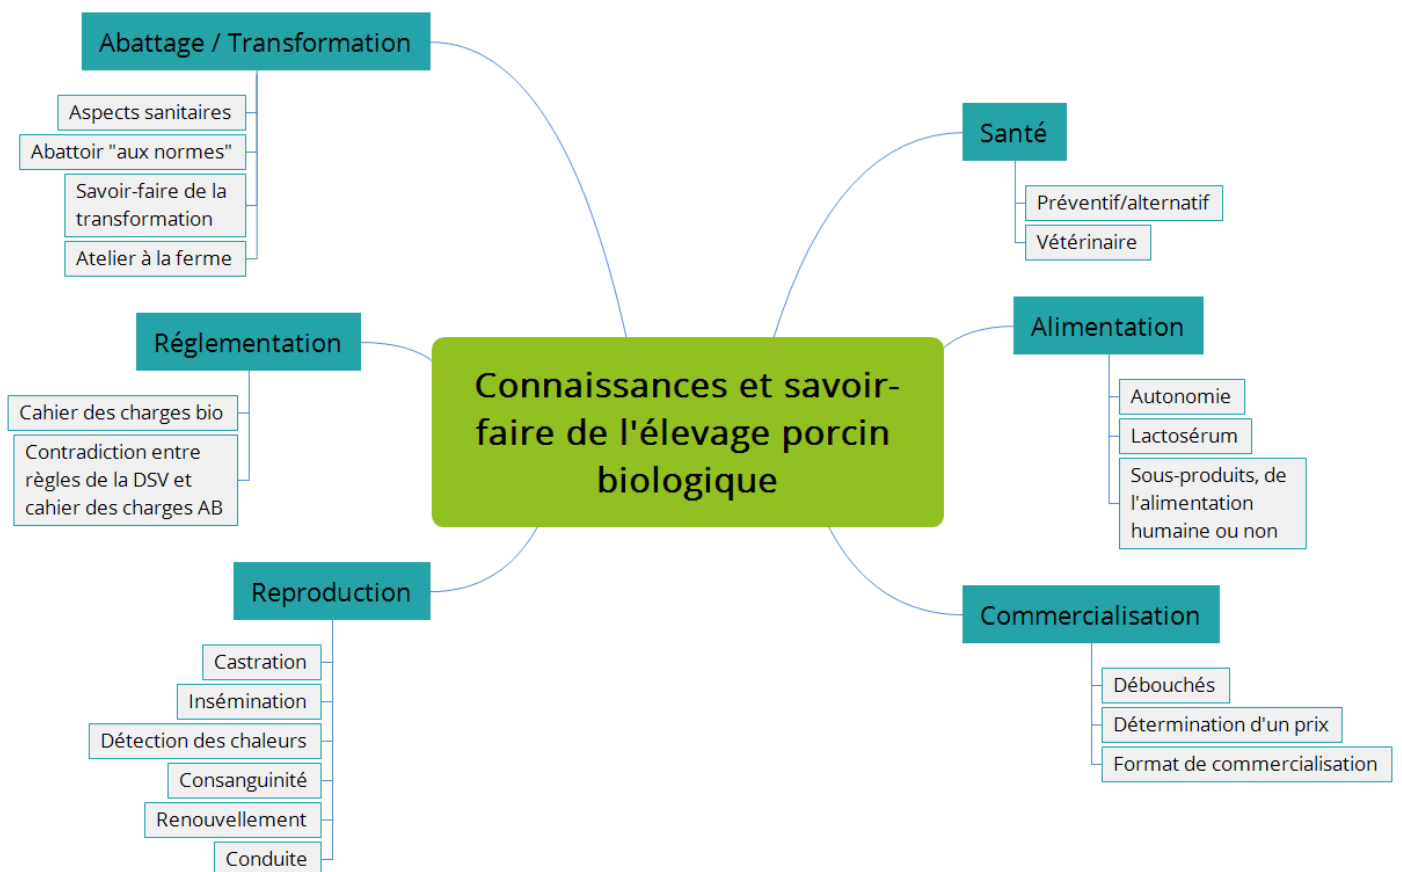 Abattage / Transformation
Aspects sanitaires
Abattoir "aux normes"
Savoir-faire de la
transformation
Atelier à la ferme
Réglementation
Cahier des charges bio
Contradiction entre
règles de la DSV et
cahier des charges AB
Reproduction
Castration
Insémination
Détection des chaleurs
Consanguinité
Renouvellement
Conduite
Connaissances et savoir-
faire de l'élevage porcin
biologique
Santé
Préventif/alternatif
Vétérinaire
Alimentation
Autonomie
Lactosérum
Sous-produits, de
l'alimentation
humaine ou non
Commercialisation
Débouchés
Détermination d'un prix
Format de commercialisation